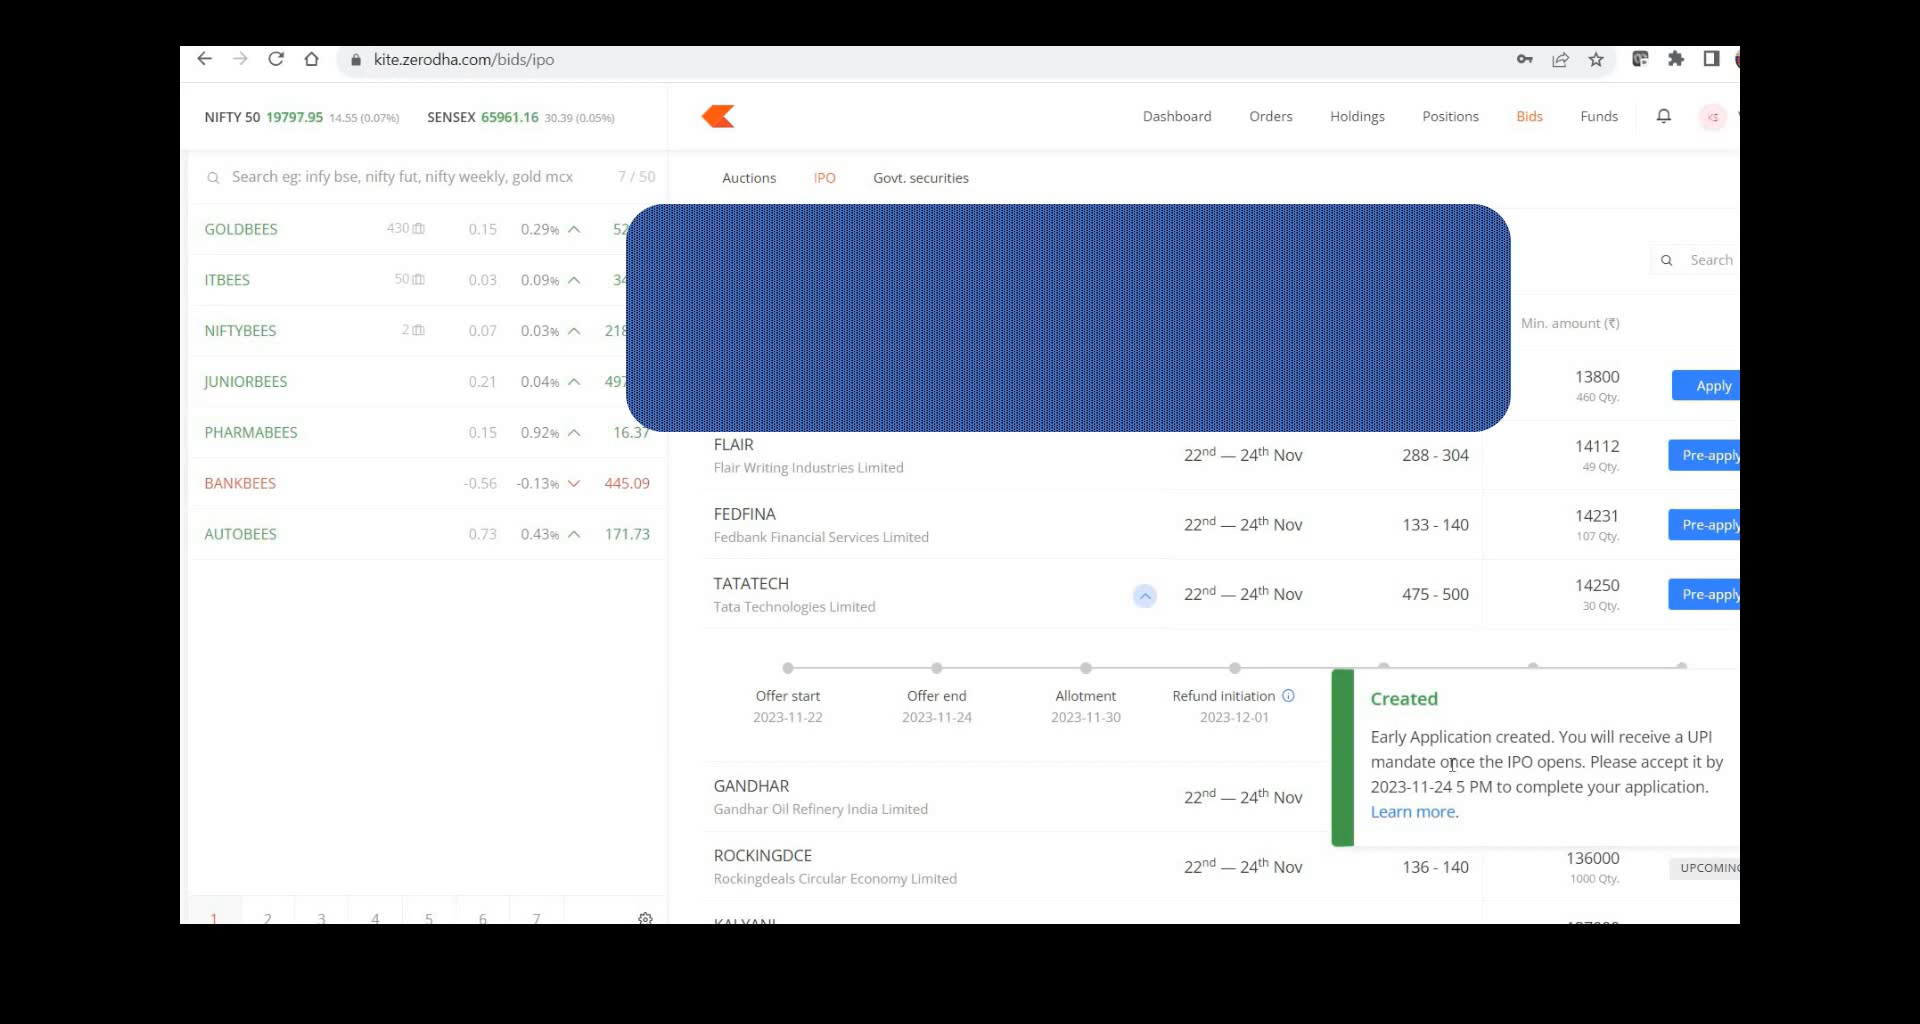 kite.zerodha.com/bids/ipo
NIFTY 50 19797.95 14.55 (0.07%) SENSEX 65961.16 30.39 (0.05%)
Dashboard Orders Holdings Positions Bids Funds
Search eg: infy bse, nifty fut, nifty weekly, gold mcx 7 / 50
Auctions IPO Govt. securities
GOLDBEES 430 0.15 0.29%
Search
ITBEES 50 0.03 0.09%
Min. amount (₹)
NIFTYBEES 2 0.07 0.03%
JUNIORBEES 0.21 0.04%
13800 Apply
460 Qty.
PHARMABEES 0.15 0.92% 16.37
FLAIR 22nd — 24th Nov 288 - 304 14112 Pre-apply
Flair Writing Industries Limited 49 Qty.
BANKBEES -0.56 -0.13% 445.09
FEDFINA 22nd — 24th Nov 133 - 140 14231 Pre-apply
Fedbank Financial Services Limited 107 Qty.
AUTOBEES 0.73 0.43% 171.73
TATATECH 22nd — 24th Nov 475 - 500 14250 Pre-apply
Tata Technologies Limited 30 Qty.
Offer start Offer end Allotment Refund initiation
2023-11-22 2023-11-24 2023-11-30 2023-12-01
Created
Early Application created. You will receive a UPI
mandate once the IPO opens. Please accept it by
2023-11-24 5 PM to complete your application.
Learn more.
GANDHAR 22nd — 24th Nov
Gandhar Oil Refinery India Limited
ROCKINGDCE 22nd — 24th Nov 136 - 140 136000 UPCOMING
Rockingdeals Circular Economy Limited 1000 Qty.
1 2 3 4 5 6 7